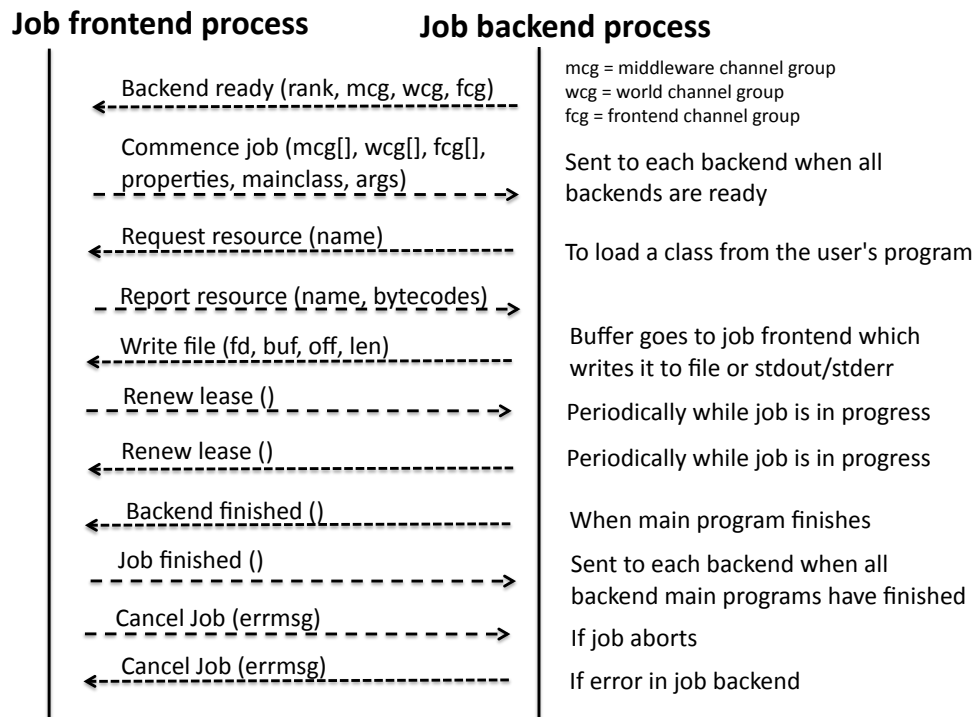 Job frontend process
Job backend process
Backend ready (rank, mcg, wcg, fcg)
mcg = middleware channel group
wcg = world channel group
fcg = frontend channel group
Commence job (mcg[], wcg[], fcg[],
properties, mainclass, args)
Sent to each backend when all
backends are ready
Request resource (name)
To load a class from the user's program
Report resource (name, bytecodes)
Write file (fd, buf, off, len)
Buffer goes to job frontend which
writes it to file or stdout/stderr
Renew lease ()
Periodically while job is in progress
Renew lease ()
Periodically while job is in progress
Backend finished ()
When main program finishes
Job finished ()
Sent to each backend when all
backend main programs have finished
Cancel Job (errmsg)
If job aborts
Cancel Job (errmsg)
If error in job backend